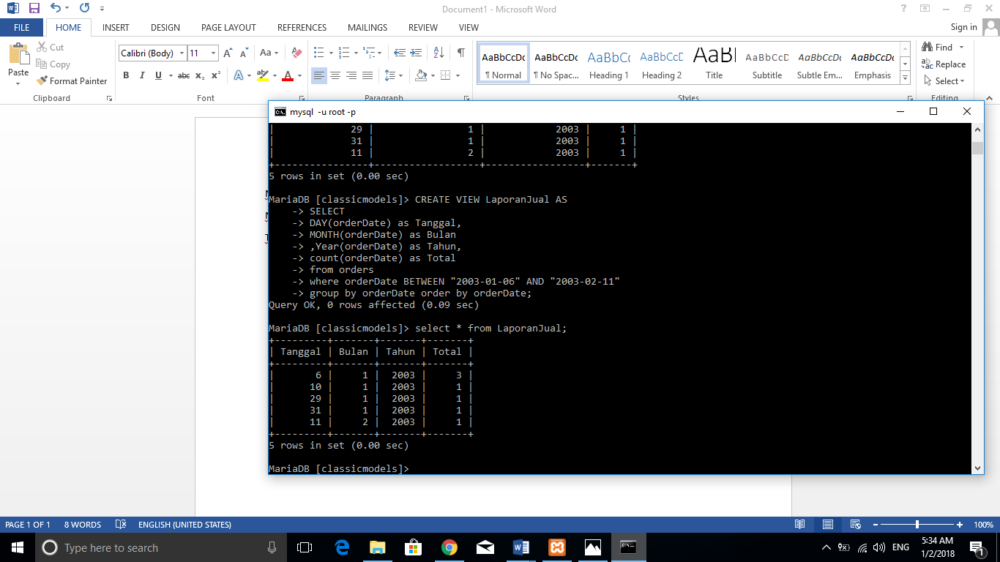 Document1 - Microsoft Word
FILE HOME INSERT DESIGN PAGE LAYOUT REFERENCES MAILINGS REVIEW VIEW Sign in
Paste
Cut
Copy
Format Painter
Clipboard
Calibri (Body) 11
Font
Paragraph
AaBbCcDc AaBbCcDc AaBbCc AaBbCcD AaB AaBbCcD AaBbCcDc AaBbCcDc
¶ Normal ¶ No Spac... Heading 1 Heading 2 Title Subtitle Subtle Em... Emphasis
Styles
Find
Replace
Select
Editing
mysql -u root -p
| 29 | 1 | 2003 | 1 |
| 31 | 1 | 2003 | 1 |
| 11 | 2 | 2003 | 1 |
+-----------------+------------------+-----------------+-------+
5 rows in set (0.00 sec)
MariaDB [classicmodels]> CREATE VIEW LaporanJual AS
-> SELECT
-> DAY(orderDate) as Tanggal,
-> MONTH(orderDate) as Bulan
-> ,Year(orderDate) as Tahun,
-> count(orderDate) as Total
-> from orders
-> where orderDate BETWEEN "2003-01-06" AND "2003-02-11"
-> group by orderDate order by orderDate;
Query OK, 0 rows affected (0.09 sec)
MariaDB [classicmodels]> select * from LaporanJual;
+---------+-------+-------+-------+
| Tanggal | Bulan | Tahun | Total |
+---------+-------+-------+-------+
| 6 | 1 | 2003 | 3 |
| 10 | 1 | 2003 | 1 |
| 29 | 1 | 2003 | 1 |
| 31 | 1 | 2003 | 1 |
| 11 | 2 | 2003 | 1 |
+---------+-------+-------+-------+
5 rows in set (0.00 sec)
MariaDB [classicmodels]>
PAGE 1 OF 1 8 WORDS ENGLISH (UNITED STATES) 100%
Type here to search
ENG
5:34 AM
1/2/2018
1